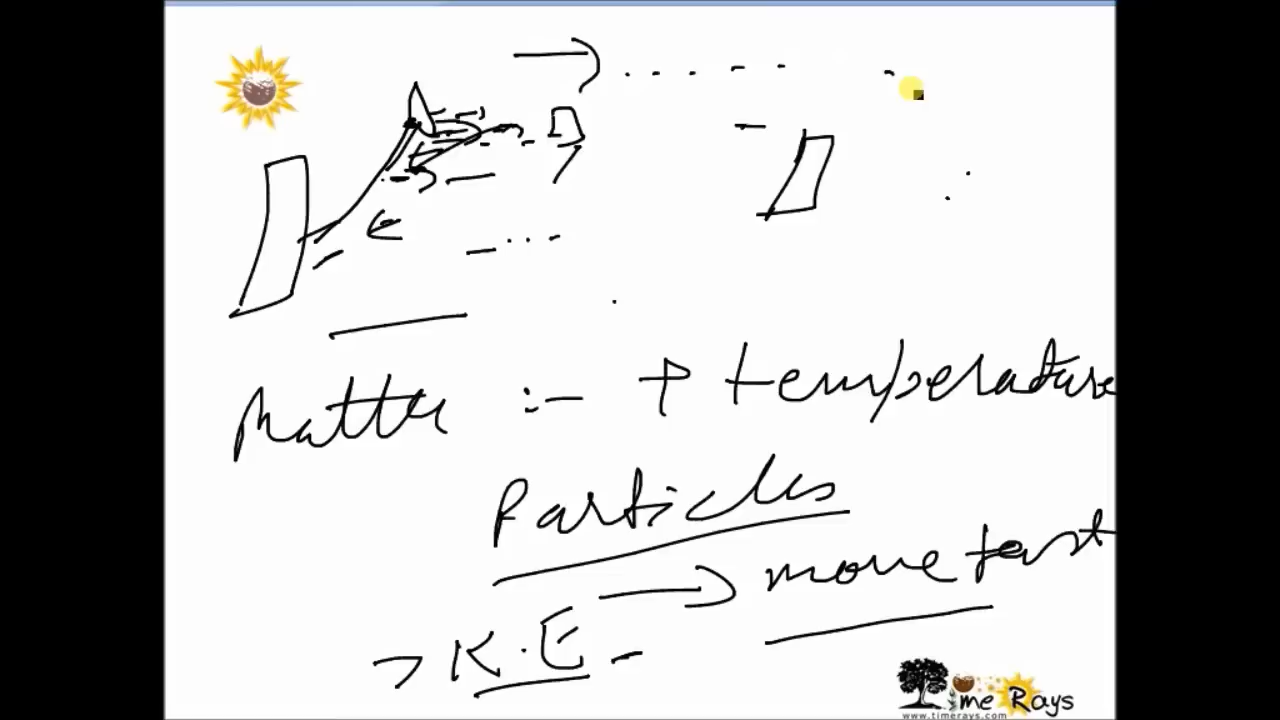 Matter :- + temperature
Particles
→ move fast
> K.E -
Time Rays
www.timerays.com